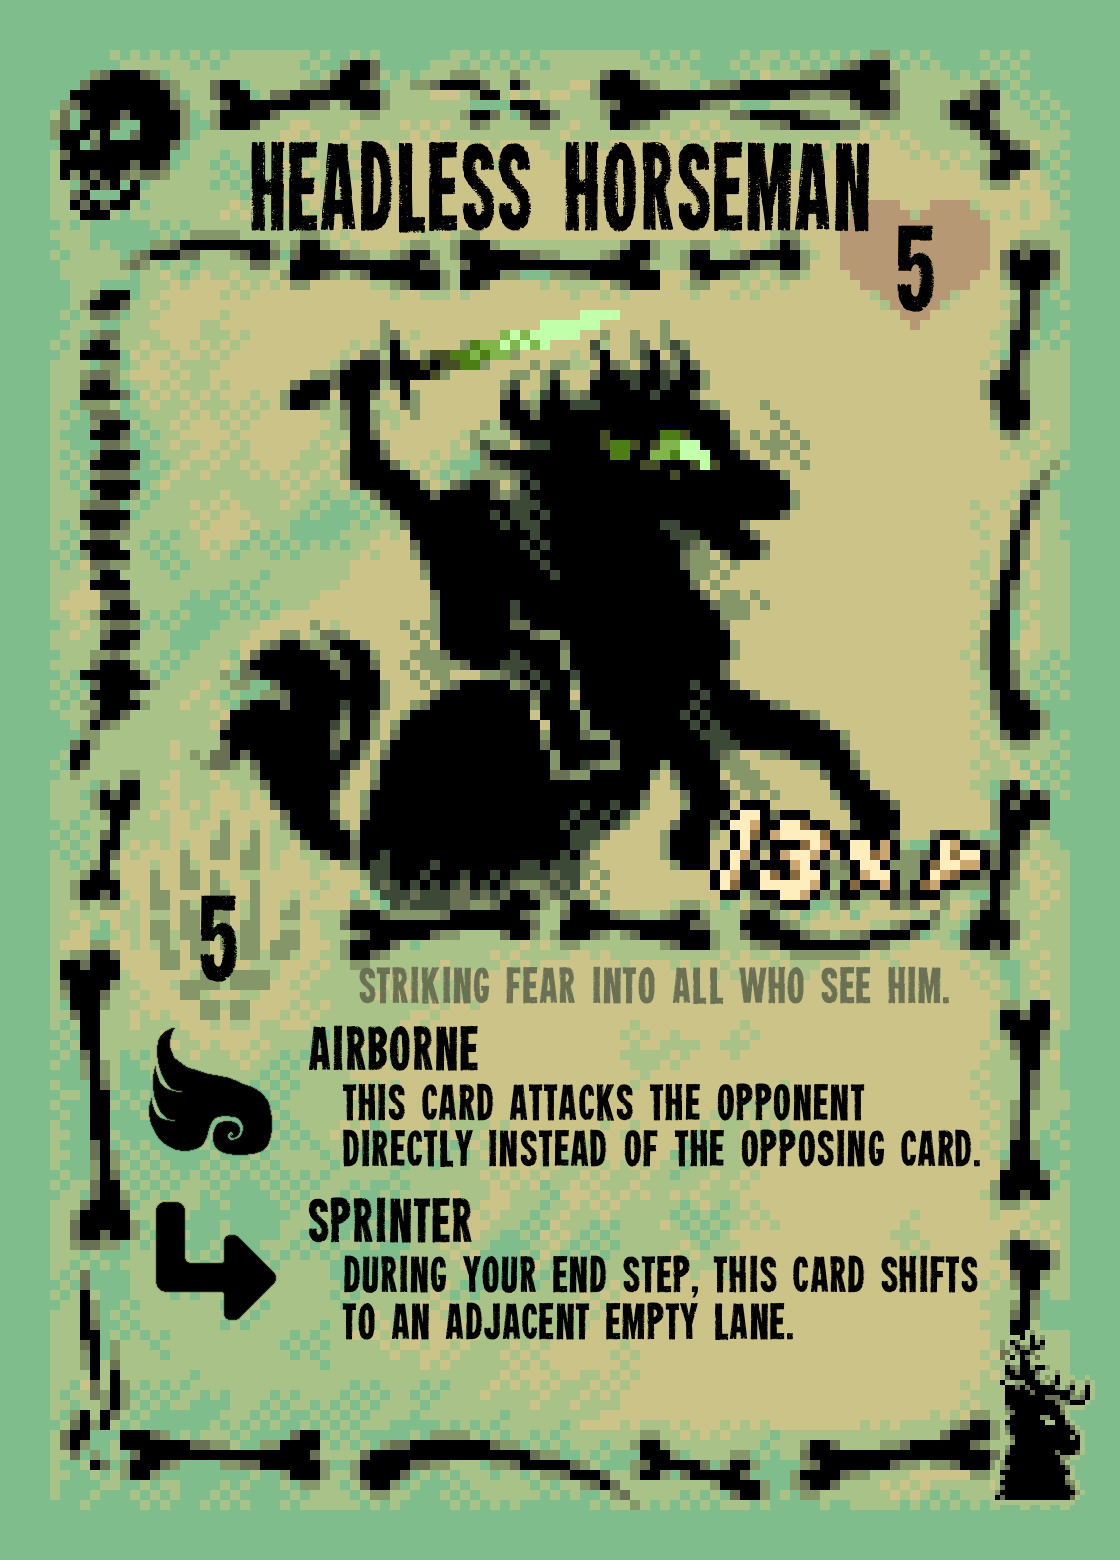 HEADLESS HORSEMAN
5
13 X
5
STRIKING FEAR INTO ALL WHO SEE HIM.
AIRBORNE
THIS CARD ATTACKS THE OPPONENT
DIRECTLY INSTEAD OF THE OPPOSING CARD.
SPRINTER
DURING YOUR END STEP, THIS CARD SHIFTS
TO AN ADJACENT EMPTY LANE.